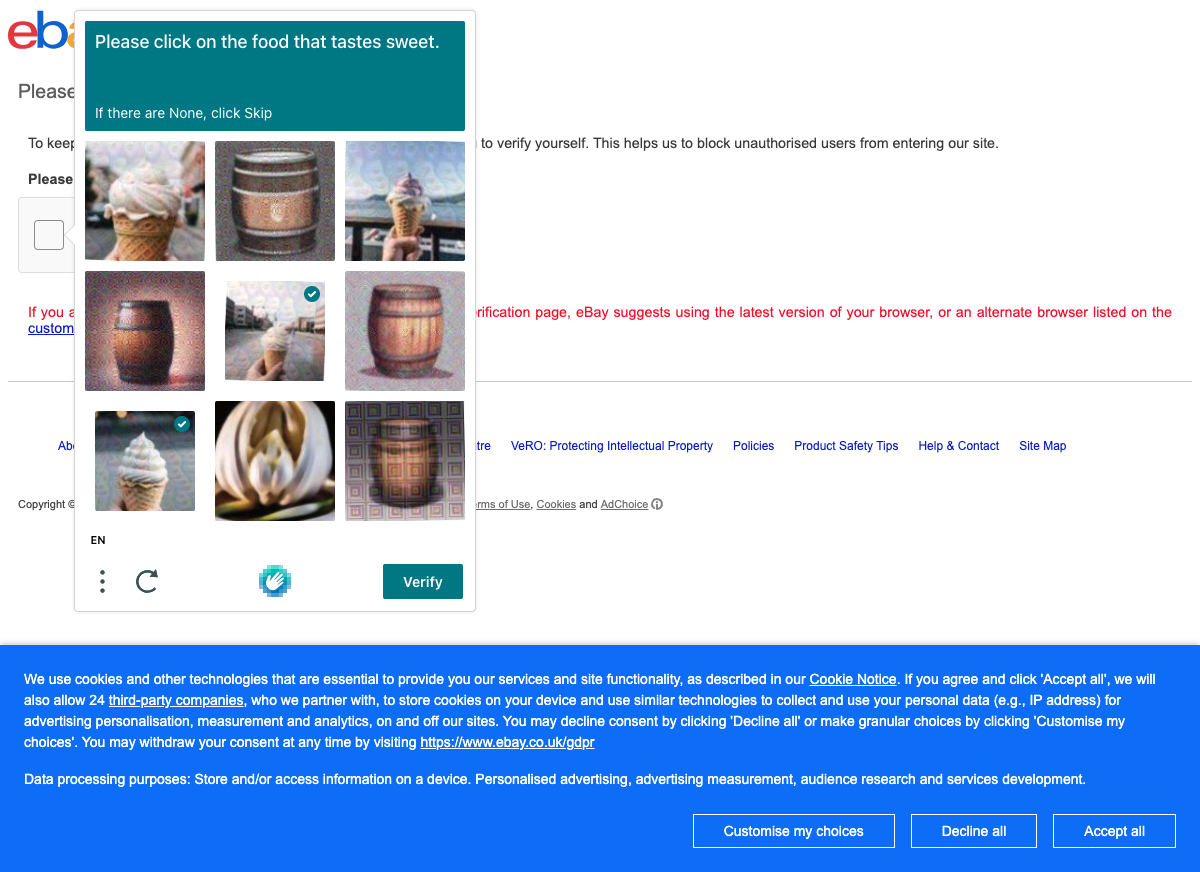 eba
Please click on the food that tastes sweet.
If there are None, click Skip
Please
To keep
to verify yourself. This helps us to block unauthorised users from entering our site.
Please
If you a
erification page, eBay suggests using the latest version of your browser, or an alternate browser listed on the
custom
Abo
tre VeRO: Protecting Intellectual Property Policies Product Safety Tips Help & Contact Site Map
Copyright ©
rms of Use, Cookies and AdChoice
EN
Verify
We use cookies and other technologies that are essential to provide you our services and site functionality, as described in our Cookie Notice. If you agree and click 'Accept all', we will
also allow 24 third-party companies, who we partner with, to store cookies on your device and use similar technologies to collect and use your personal data (e.g., IP address) for
advertising personalisation, measurement and analytics, on and off our sites. You may decline consent by clicking 'Decline all' or make granular choices by clicking 'Customise my
choices'. You may withdraw your consent at any time by visiting https://www.ebay.co.uk/gdpr
Data processing purposes: Store and/or access information on a device. Personalised advertising, advertising measurement, audience research and services development.
Customise my choices Decline all Accept all